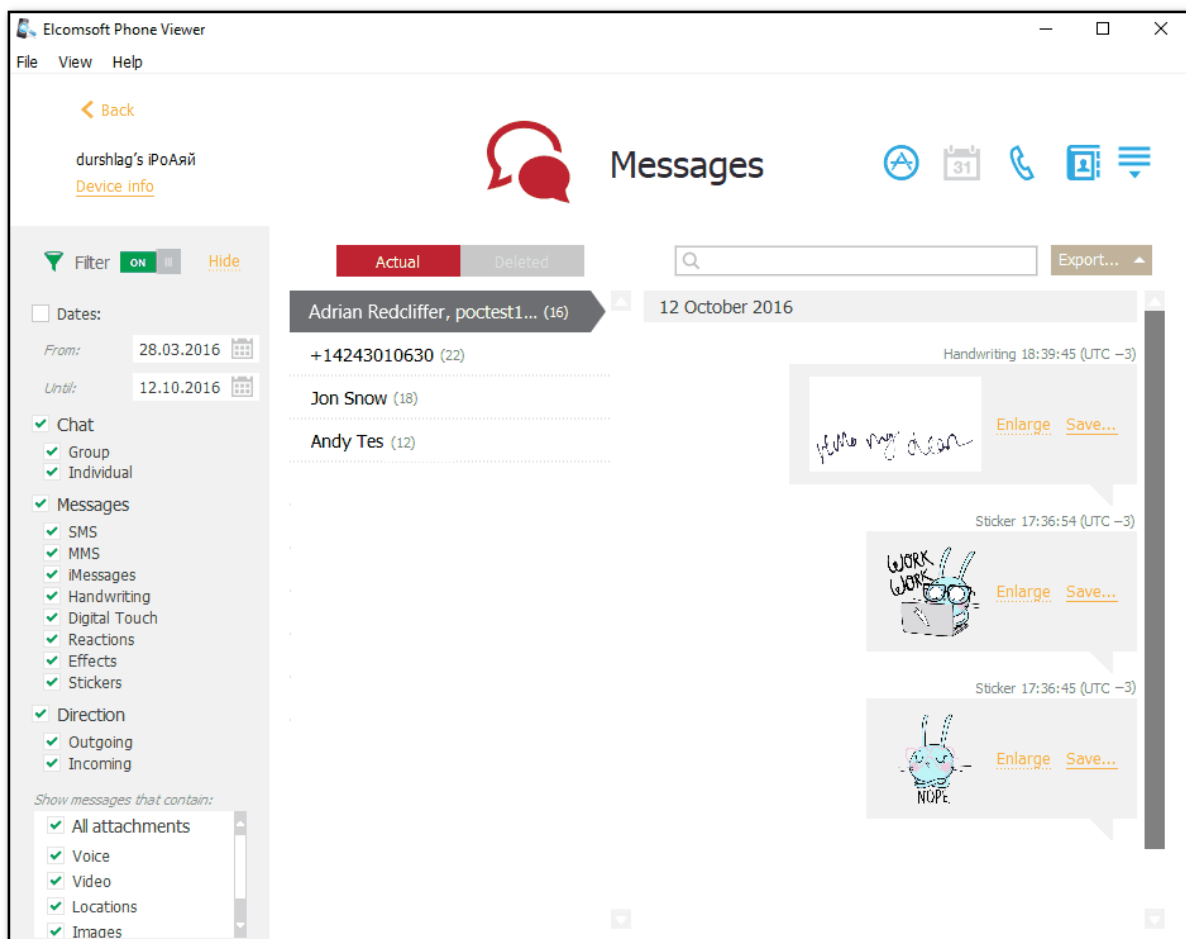 Elcomsoft Phone Viewer
File View Help
Back
durshlag's iPoAяй
Device info
Messages
31
Filter ON Hide
Actual Deleted
Export...
Dates:
From: 28.03.2016
Until: 12.10.2016
Chat
Group
Individual
Messages
SMS
MMS
iMessages
Handwriting
Digital Touch
Reactions
Effects
Stickers
Direction
Outgoing
Incoming
Show messages that contain:
All attachments
Voice
Video
Locations
Images
Adrian Redcliffer, poctest1... (16)
+14243010630 (22)
Jon Snow (18)
Andy Tes (12)
12 October 2016
Handwriting 18:39:45 (UTC −3)
Hello my dear
Enlarge Save...
Sticker 17:36:54 (UTC −3)
WORK
WORK
Enlarge Save...
Sticker 17:36:45 (UTC −3)
NOPE.
Enlarge Save...